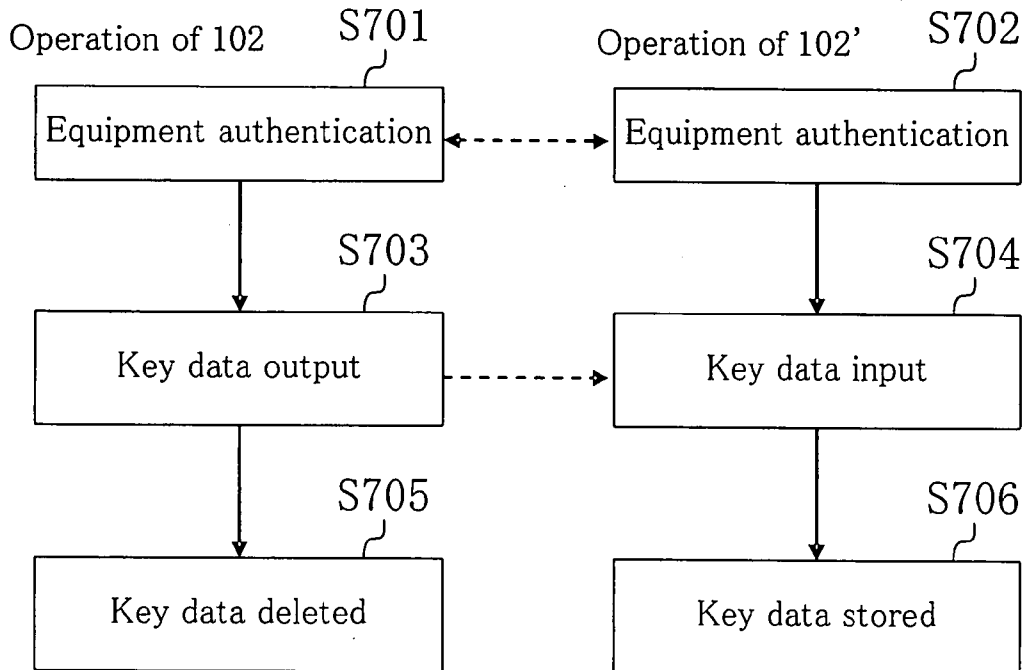 Operation of 102
S701
Operation of 102’
S702
Equipment authentication
Equipment authentication
S703
S704
Key data output
Key data input
S705
S706
Key data deleted
Key data stored